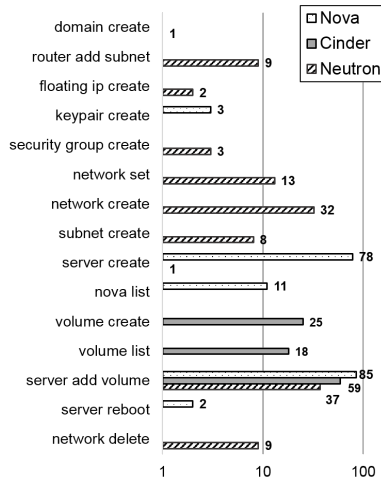 Nova
Cinder
Neutron
domain create 1
router add subnet 9
floating ip create 2
keypair create 3
security group create 3
network set 13
network create 32
subnet create 8
server create 78
1
nova list 11
volume create 25
volume list 18
server add volume 85
59
37
server reboot 2
network delete 9
1 10 100